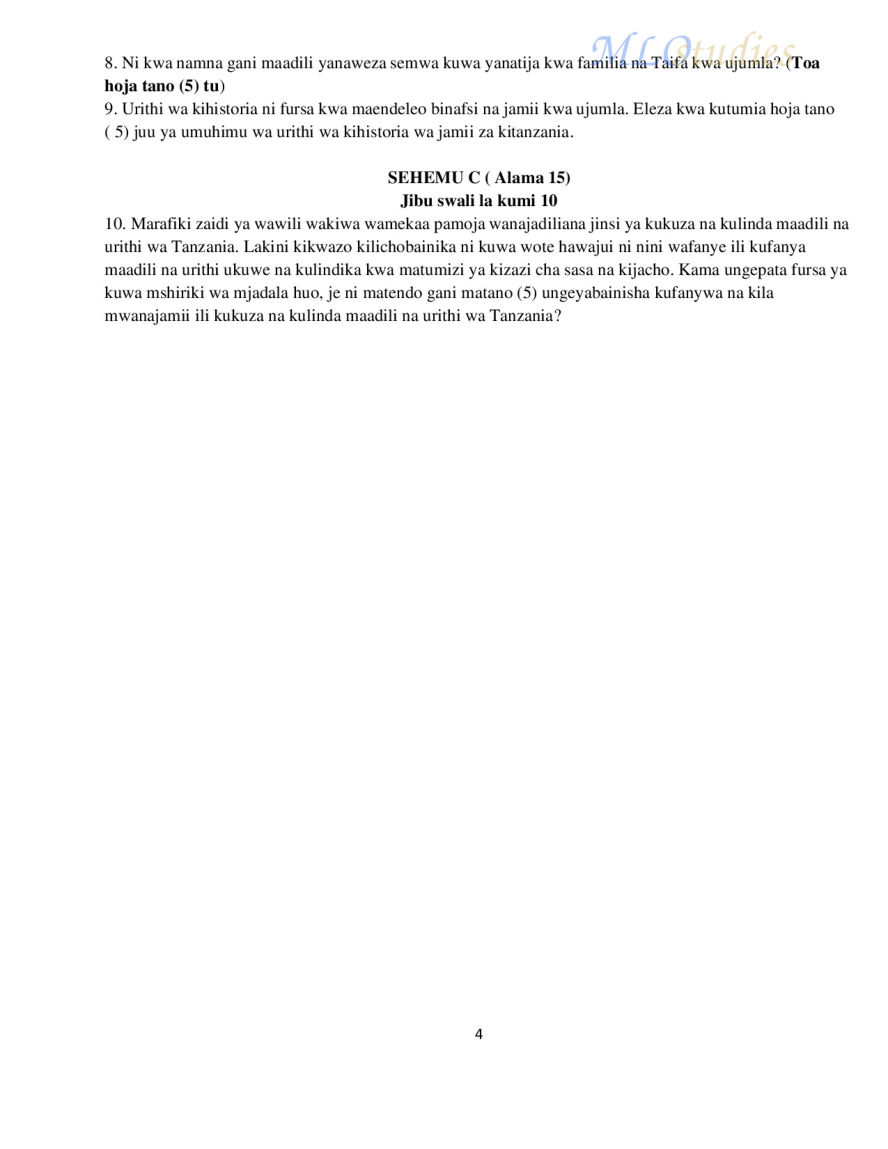 ML Studies
8. Ni kwa namna gani maadili yanaweza semwa kuwa yanatija kwa familia na Taifa kwa ujumla? (Toa
hoja tano (5) tu)
9. Urithi wa kihistoria ni fursa kwa maendeleo binafsi na jamii kwa ujumla. Eleza kwa kutumia hoja tano
( 5) juu ya umuhimu wa urithi wa kihistoria wa jamii za kitanzania.
SEHEMU C ( Alama 15)
Jibu swali la kumi 10
10. Marafiki zaidi ya wawili wakiwa wamekaa pamoja wanajadiliana jinsi ya kukuza na kulinda maadili na
urithi wa Tanzania. Lakini kikwazo kilichobainika ni kuwa wote hawajui ni nini wafanye ili kufanya
maadili na urithi ukuwe na kulindika kwa matumizi ya kizazi cha sasa na kijacho. Kama ungepata fursa ya
kuwa mshiriki wa mjadala huo, je ni matendo gani matano (5) ungeyabainisha kufanywa na kila
mwanajamii ili kukuza na kulinda maadili na urithi wa Tanzania?
4